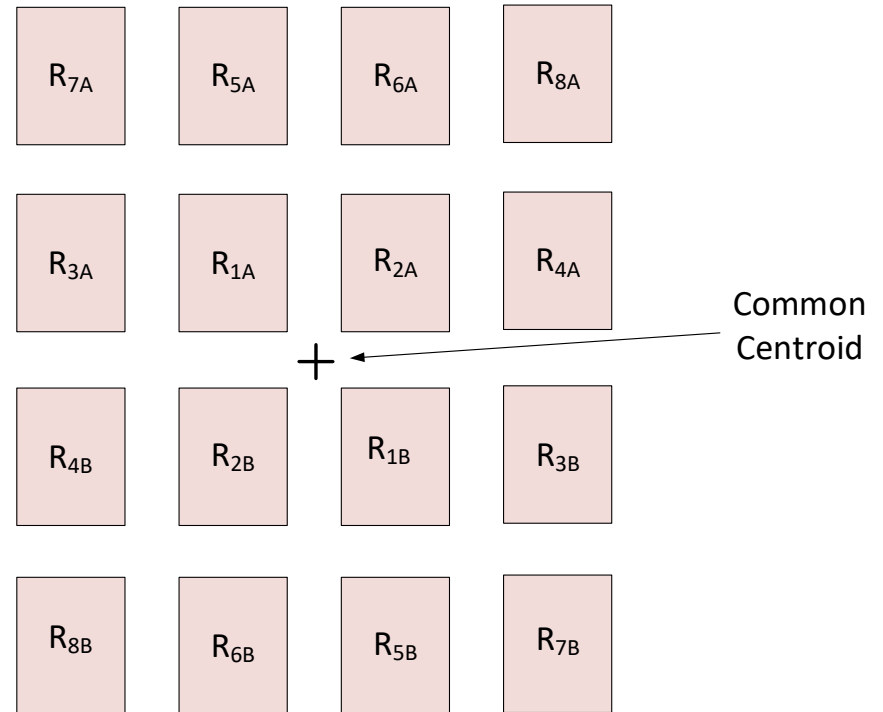 R7A R5A R6A R8A
R3A R1A R2A R4A
Common
Centroid
R4B R2B R1B R3B
R8B R6B R5B R7B